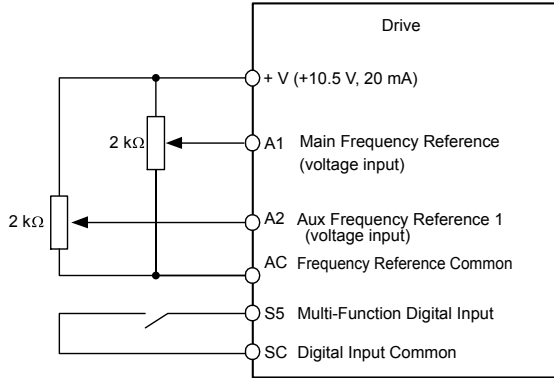 Drive
+ V (+10.5 V, 20 mA)
2 kΩ
A1 Main Frequency Reference
(voltage input)
2 kΩ
A2 Aux Frequency Reference 1
(voltage input)
AC Frequency Reference Common
S5 Multi-Function Digital Input
SC Digital Input Common